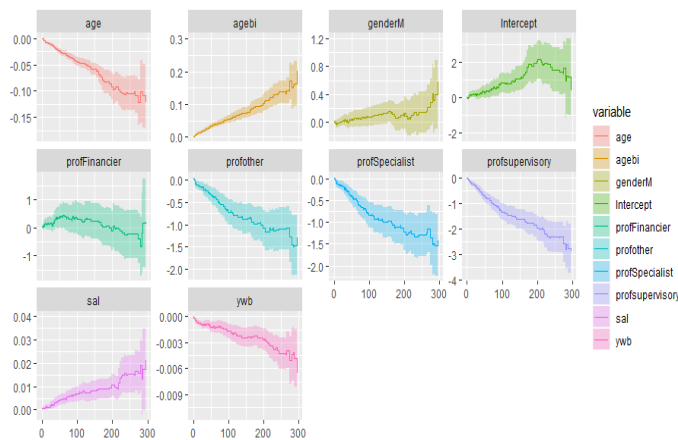 age
agebi
genderM
Intercept
0.00
-0.05
-0.10
-0.15
0.3
0.2
0.1
0.0
1.2
0.8
0.4
0.0
2
0
-2
profFinancier
profother
profSpecialist
profsupervisory
1
0
-1
0.0
-0.5
-1.0
-1.5
-2.0
0.0
-0.5
-1.0
-1.5
-2.0
0
-1
-2
-3
-4
0 100 200 300
0 100 200 300
sal
ywb
0.04
0.03
0.02
0.01
0.00
0.000
-0.003
-0.006
-0.009
0 100 200 300
0 100 200 300
variable
age
agebi
genderM
Intercept
profFinancier
profother
profSpecialist
profsupervisory
sal
ywb